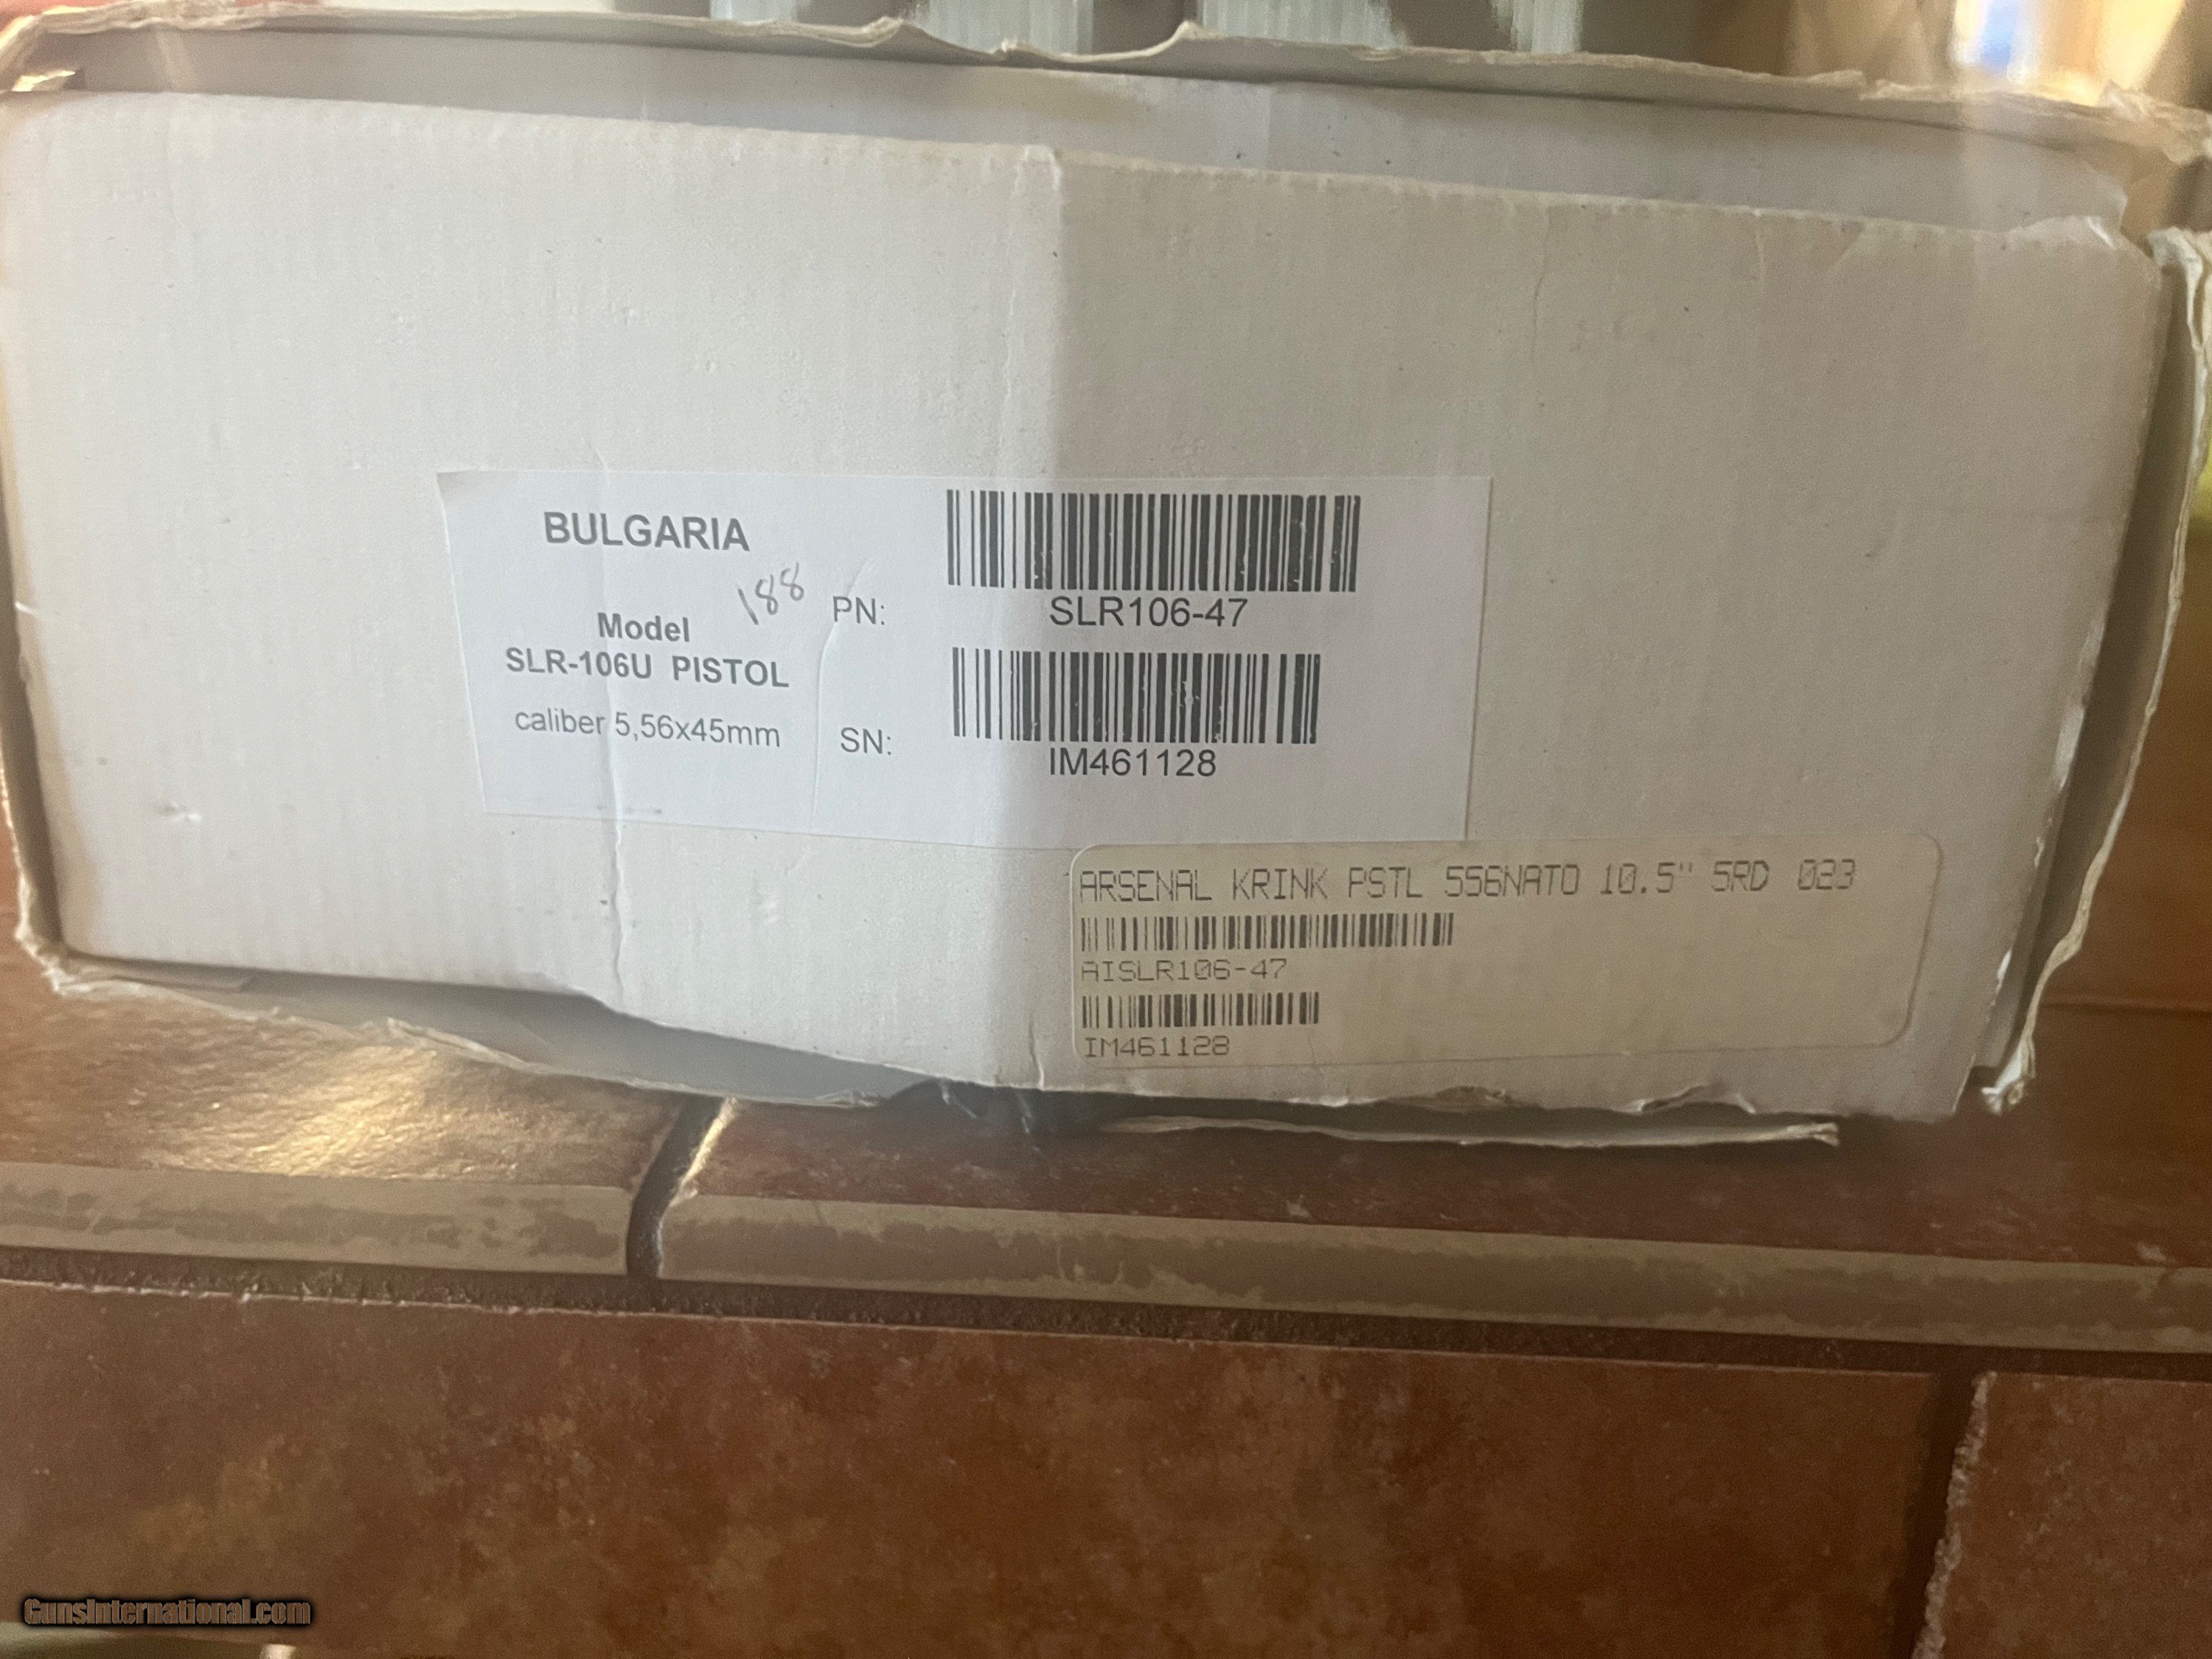 BULGARIA
188
Model
SLR-106U PISTOL
caliber 5,56x45mm
PN:
SLR106-47
SN:
IM461128
ARSENAL KRINK PSTL 556NATO 10.5" 5RD 023
AISLR106-47
IM461128
GunsInternational.com